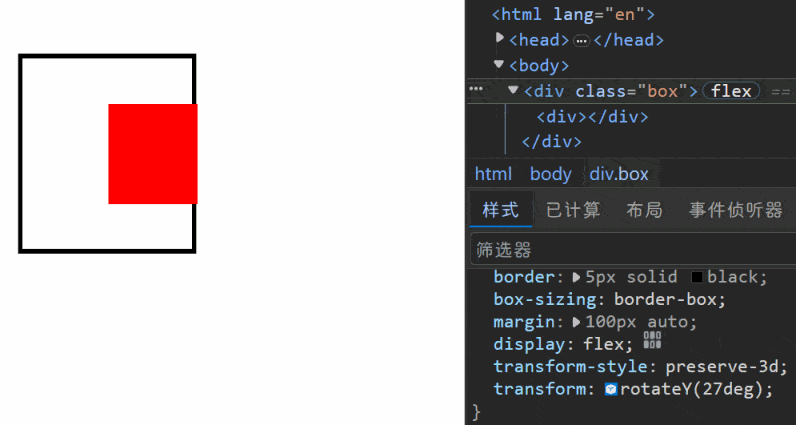 <html lang="en">
<head> … </head>
<body>
… <div class="box"> flex ==
<div></div>
</div>
html body div.box
样式 已计算 布局 事件侦听器
筛选器
border: 5px solid black;
box-sizing: border-box;
margin: 100px auto;
display: flex;
transform-style: preserve-3d;
transform: rotateY(27deg);
}